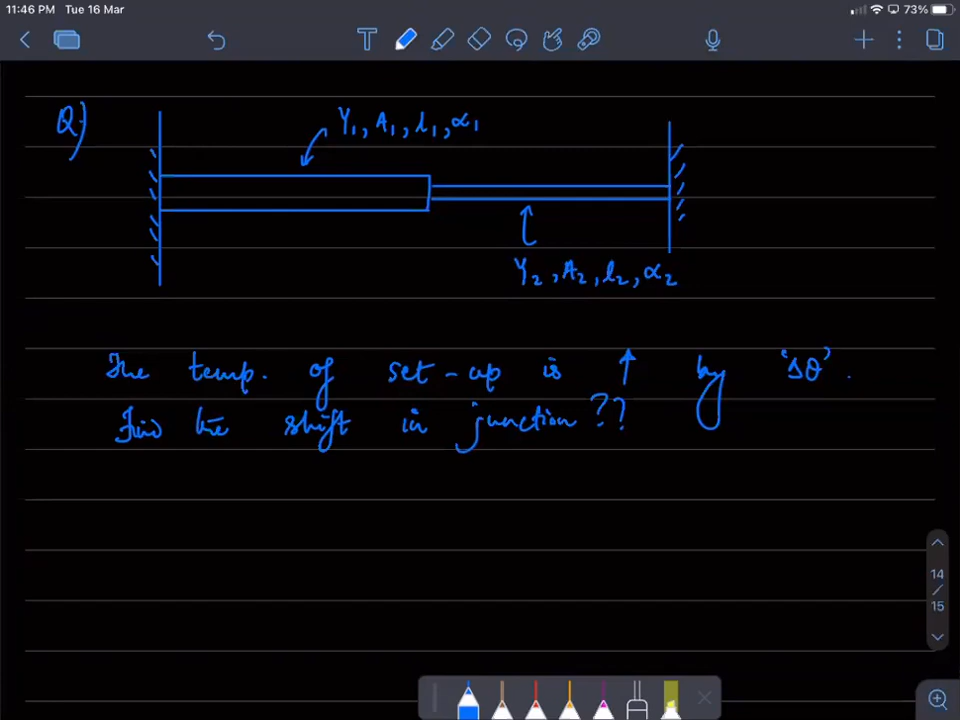 11:46 PM Tue 16 Mar
73%
T
Q)
Y₁, A₁, l₁, α₁
Y₂, A₂, l₂, α₂
The temp. of set-up is ↑ by 'Δθ'.
Find the shift in junction??
14
/
15